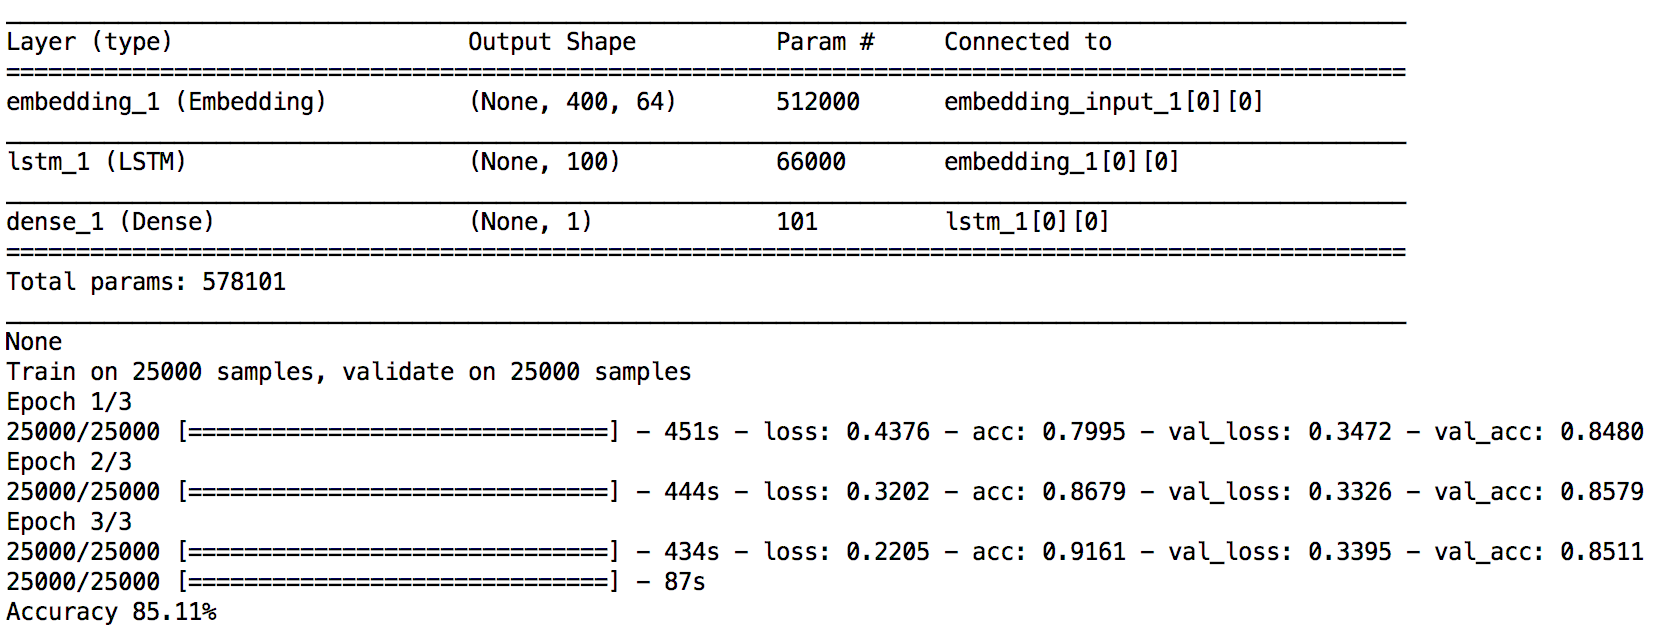 Layer (type) Output Shape Param # Connected to
====================================================================================================
embedding_1 (Embedding) (None, 400, 64) 512000 embedding_input_1[0][0]
____________________________________________________________________________________________________
lstm_1 (LSTM) (None, 100) 66000 embedding_1[0][0]
____________________________________________________________________________________________________
dense_1 (Dense) (None, 1) 101 lstm_1[0][0]
====================================================================================================
Total params: 578101
____________________________________________________________________________________________________
None
Train on 25000 samples, validate on 25000 samples
Epoch 1/3
25000/25000 [==============================] - 451s - loss: 0.4376 - acc: 0.7995 - val_loss: 0.3472 - val_acc: 0.8480
Epoch 2/3
25000/25000 [==============================] - 444s - loss: 0.3202 - acc: 0.8679 - val_loss: 0.3326 - val_acc: 0.8579
Epoch 3/3
25000/25000 [==============================] - 434s - loss: 0.2205 - acc: 0.9161 - val_loss: 0.3395 - val_acc: 0.8511
25000/25000 [==============================] - 87s
Accuracy 85.11%